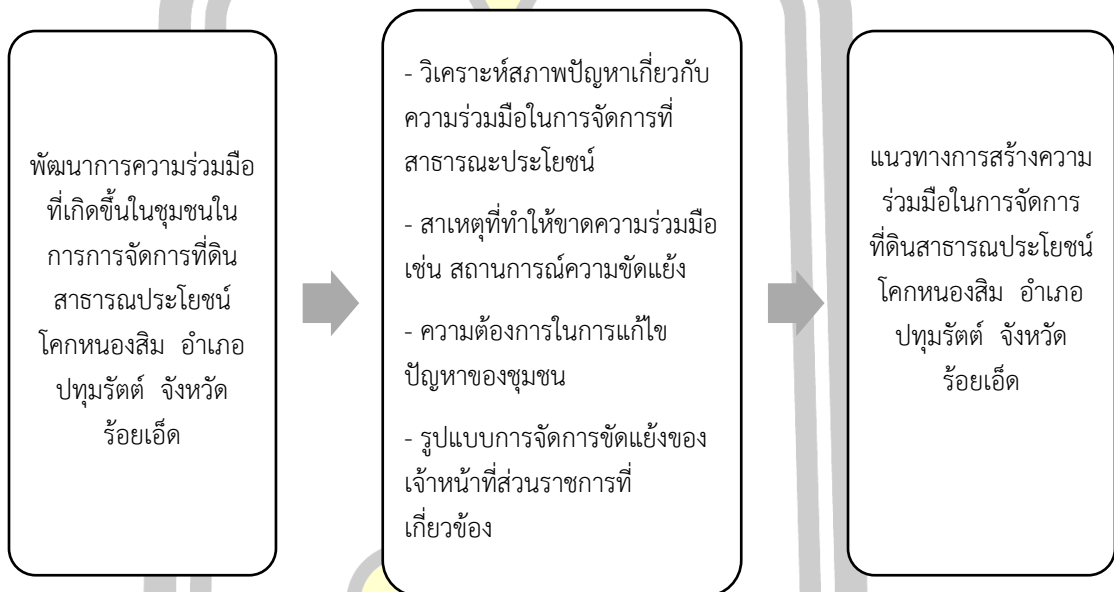 พัฒนาการความร่วมมือ
ที่เกิดขึ้นในชุมชนใน
การการจัดการที่ดิน
สาธารณประโยชน์
โคกหนองสิม อำเภอ
ปทุมรัตต์ จังหวัด
ร้อยเอ็ด
- วิเคราะห์สภาพปัญหาเกี่ยวกับ
ความร่วมมือในการจัดการที่
สาธารณะประโยชน์
- สาเหตุที่ทำให้ขาดความร่วมมือ
เช่น สถานการณ์ความขัดแย้ง
- ความต้องการในการแก้ไข
ปัญหาของชุมชน
- รูปแบบการจัดการขัดแย้งของ
เจ้าหน้าที่ส่วนราชการที่
เกี่ยวข้อง
แนวทางการสร้างความ
ร่วมมือในการจัดการ
ที่ดินสาธารณประโยชน์
โคกหนองสิม อำเภอ
ปทุมรัตต์ จังหวัด
ร้อยเอ็ด